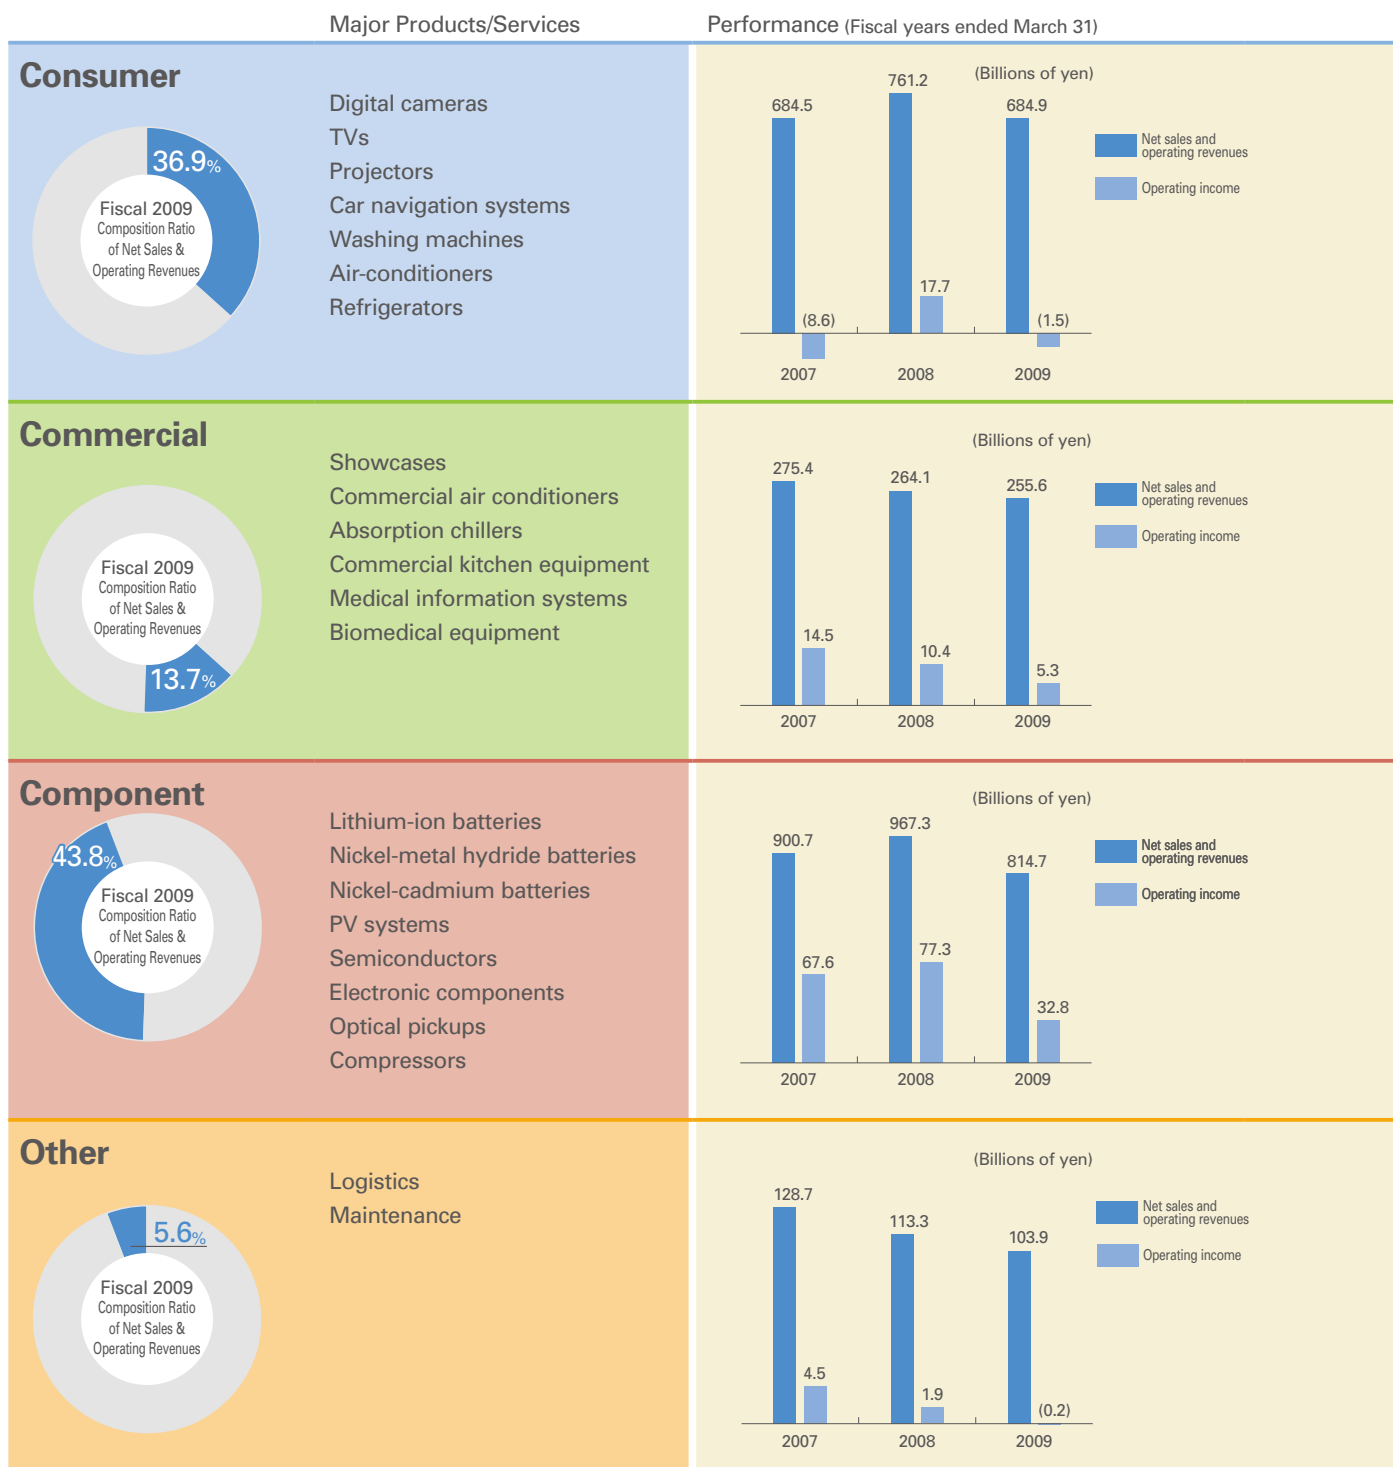 Major Products/Services
Performance (Fiscal years ended March 31)
Consumer
36.9%
Fiscal 2009
Composition Ratio
of Net Sales &
Operating Revenues
Digital cameras
TVs
Projectors
Car navigation systems
Washing machines
Air-conditioners
Refrigerators
(Billions of yen)
684.5
761.2
684.9
(8.6)
17.7
(1.5)
2007
2008
2009
Net sales and
operating revenues
Operating income
Commercial
Fiscal 2009
Composition Ratio
of Net Sales &
Operating Revenues
13.7%
Showcases
Commercial air conditioners
Absorption chillers
Commercial kitchen equipment
Medical information systems
Biomedical equipment
(Billions of yen)
275.4
264.1
255.6
14.5
10.4
5.3
2007
2008
2009
Net sales and
operating revenues
Operating income
Component
43.8%
Fiscal 2009
Composition Ratio
of Net Sales &
Operating Revenues
Lithium-ion batteries
Nickel-metal hydride batteries
Nickel-cadmium batteries
PV systems
Semiconductors
Electronic components
Optical pickups
Compressors
(Billions of yen)
900.7
967.3
814.7
67.6
77.3
32.8
2007
2008
2009
Net sales and
operating revenues
Operating income
Other
5.6%
Fiscal 2009
Composition Ratio
of Net Sales &
Operating Revenues
Logistics
Maintenance
(Billions of yen)
128.7
113.3
103.9
4.5
1.9
(0.2)
2007
2008
2009
Net sales and
operating revenues
Operating income